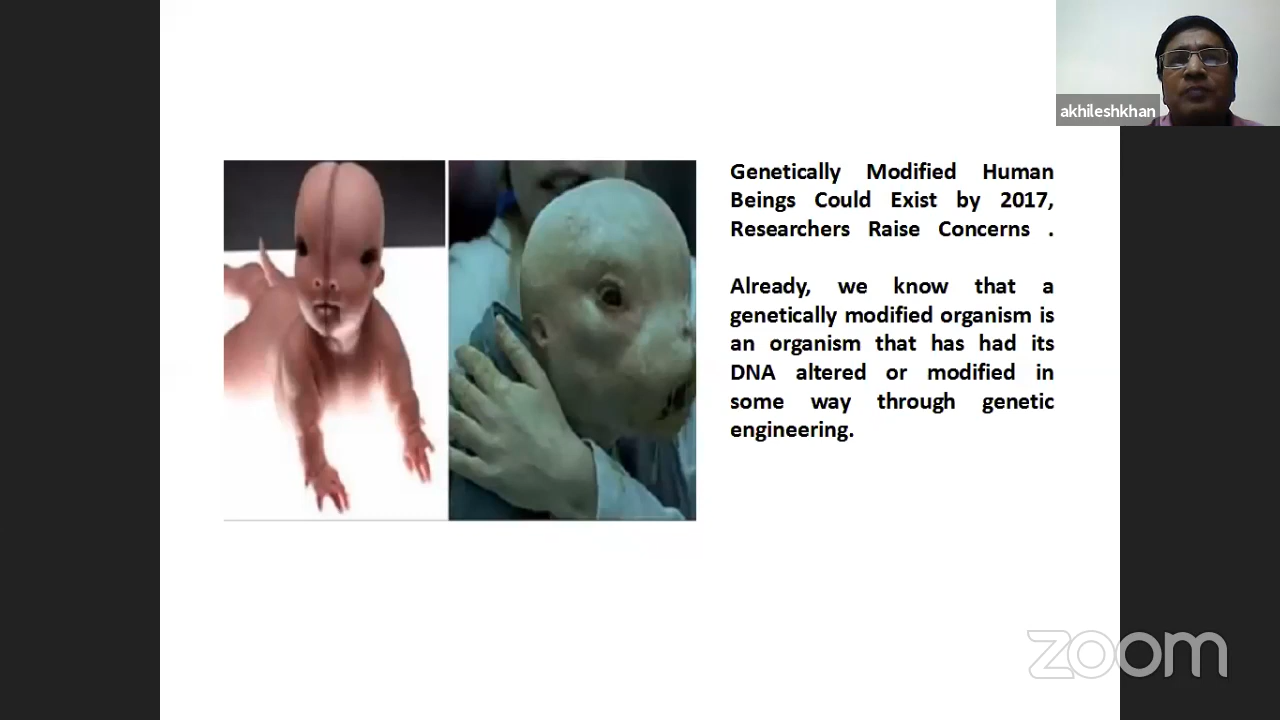 akhileshkhan
Genetically Modified Human
Beings Could Exist by 2017,
Researchers Raise Concerns .
Already, we know that a
genetically modified organism is
an organism that has had its
DNA altered or modified in
some way through genetic
engineering.
zoom